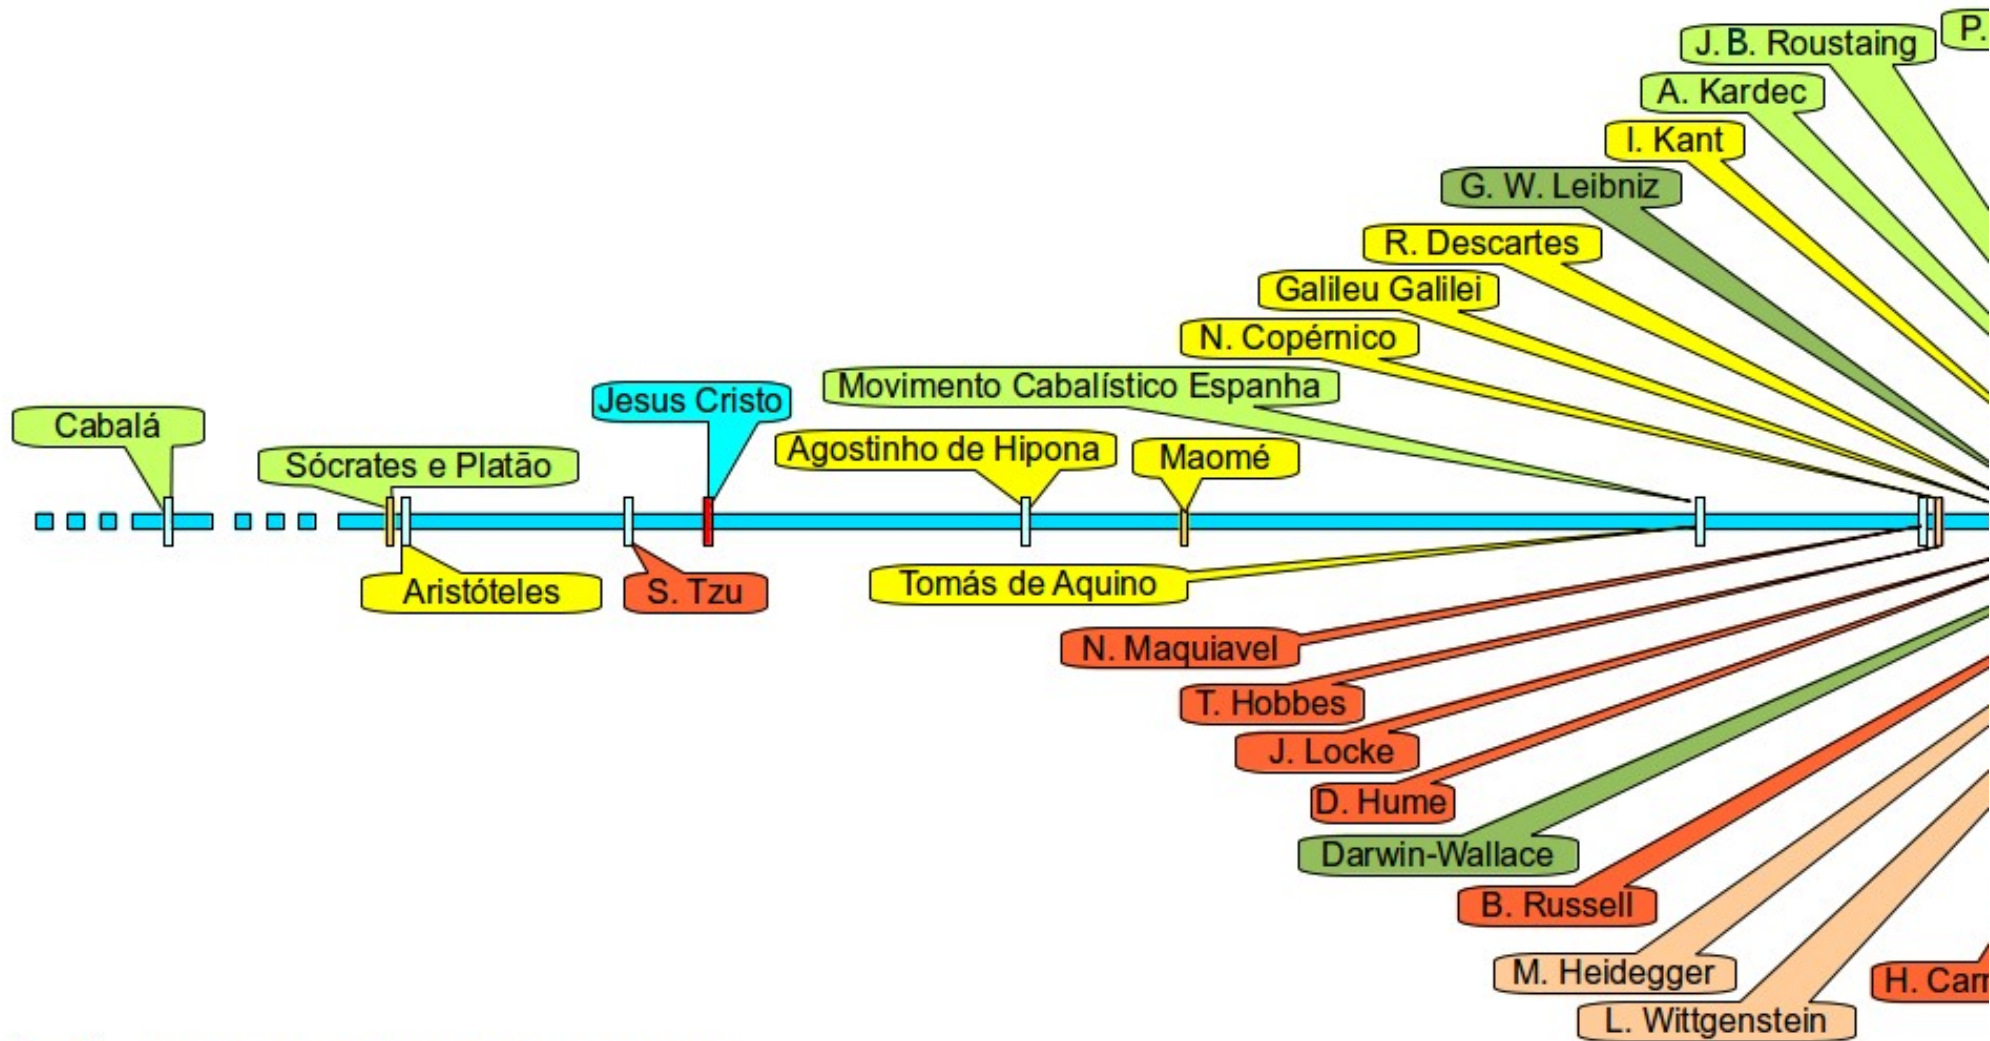 P.
J. B. Roustaing
A. Kardec
I. Kant
G. W. Leibniz
R. Descartes
Galileu Galilei
N. Copérnico
Movimento Cabalístico Espanha
Jesus Cristo
Cabalá
Agostinho de Hipona
Maomé
Sócrates e Platão
Aristóteles
S. Tzu
Tomás de Aquino
N. Maquiavel
T. Hobbes
J. Locke
D. Hume
Darwin-Wallace
B. Russell
M. Heidegger
H. Carr
L. Wittgenstein